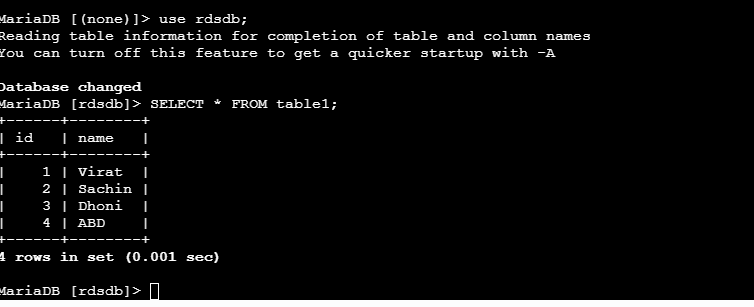 MariaDB [(none)]> use rdsdb;
Reading table information for completion of table and column names
You can turn off this feature to get a quicker startup with -A

Database changed
MariaDB [rdsdb]> SELECT * FROM table1;
+------+--------+
| id   | name   |
+------+--------+
|    1 | Virat  |
|    2 | Sachin |
|    3 | Dhoni  |
|    4 | ABD    |
+------+--------+
4 rows in set (0.001 sec)

MariaDB [rdsdb]>